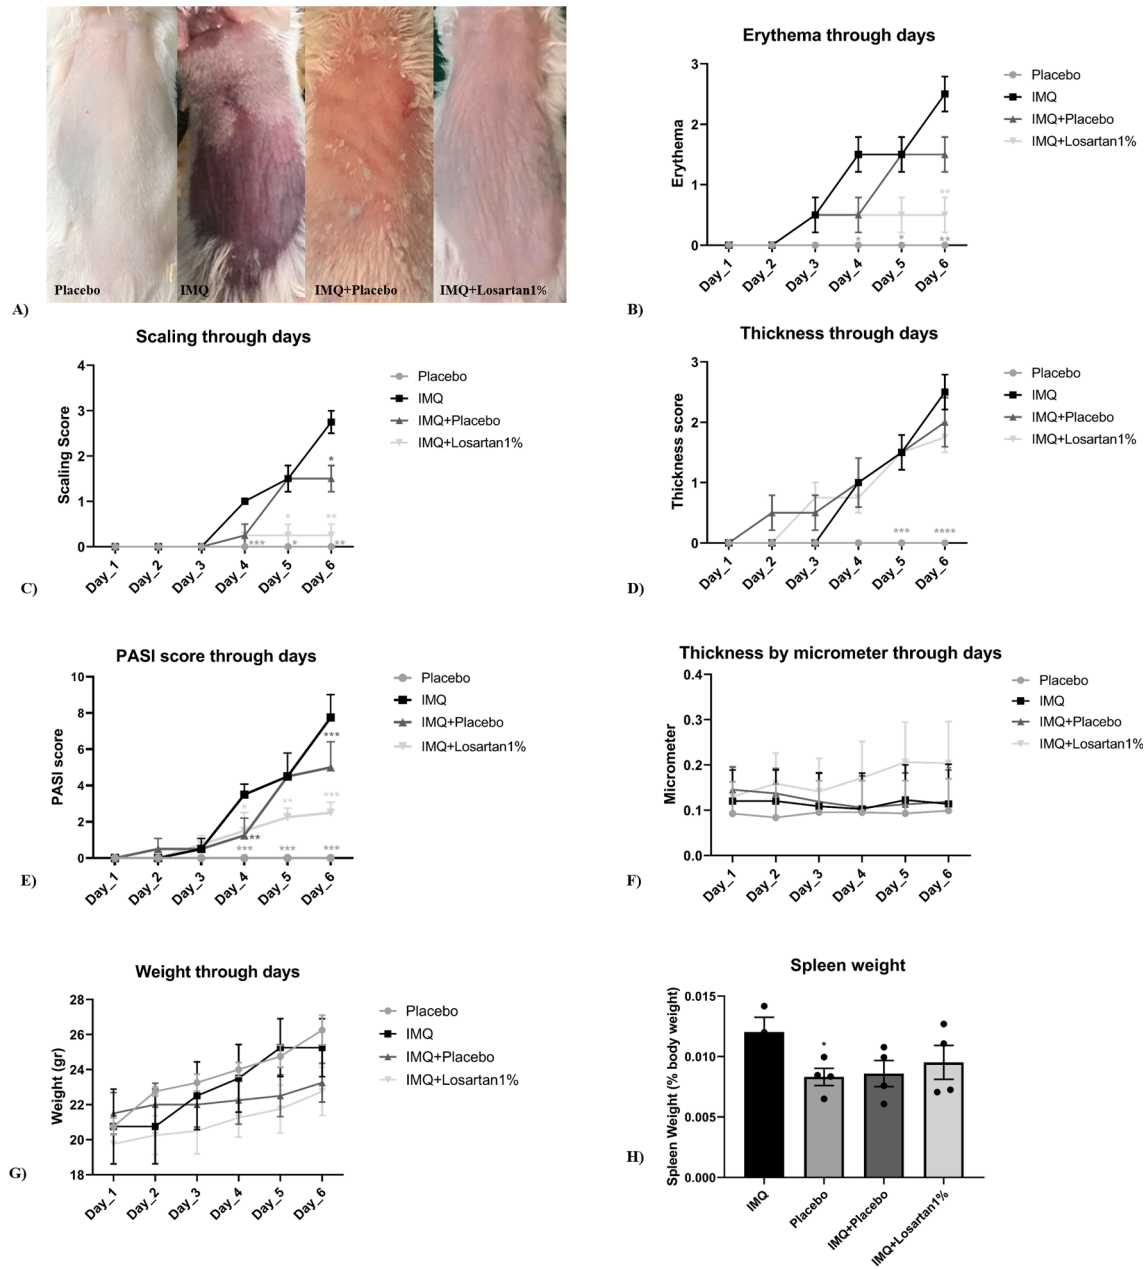 Placebo
IMQ
IMQ+Placebo
IMQ+Losartan1%
A)
Erythema through days
Erythema
3
2
1
0
Day_1
Day_2
Day_3
Day_4
Day_5
Day_6
Placebo
IMQ
IMQ+Placebo
IMQ+Losartan1%
**
*
*
**
B)
Scaling through days
Scaling Score
4
3
2
1
0
Day_1
Day_2
Day_3
Day_4
Day_5
Day_6
Placebo
IMQ
IMQ+Placebo
IMQ+Losartan1%
*
*
**
***
*
**
C)
Thickness through days
Thickness score
3
2
1
0
Day_1
Day_2
Day_3
Day_4
Day_5
Day_6
Placebo
IMQ
IMQ+Placebo
IMQ+Losartan1%
***
****
D)
PASI score through days
PASI score
10
8
6
4
2
0
Day_1
Day_2
Day_3
Day_4
Day_5
Day_6
Placebo
IMQ
IMQ+Placebo
IMQ+Losartan1%
***
*
**
***
**
***
***
***
E)
Thickness by micrometer through days
Micrometer
0.4
0.3
0.2
0.1
0.0
Day_1
Day_2
Day_3
Day_4
Day_5
Day_6
Placebo
IMQ
IMQ+Placebo
IMQ+Losartan1%
F)
Weight through days
Weight (gr)
28
26
24
22
20
18
Day_1
Day_2
Day_3
Day_4
Day_5
Day_6
Placebo
IMQ
IMQ+Placebo
IMQ+Losartan1%
G)
Spleen weight
Spleen Weight (% body weight)
0.015
0.010
0.005
0.000
*
IMQ
Placebo
IMQ+Placebo
IMQ+Losartan1%
H)